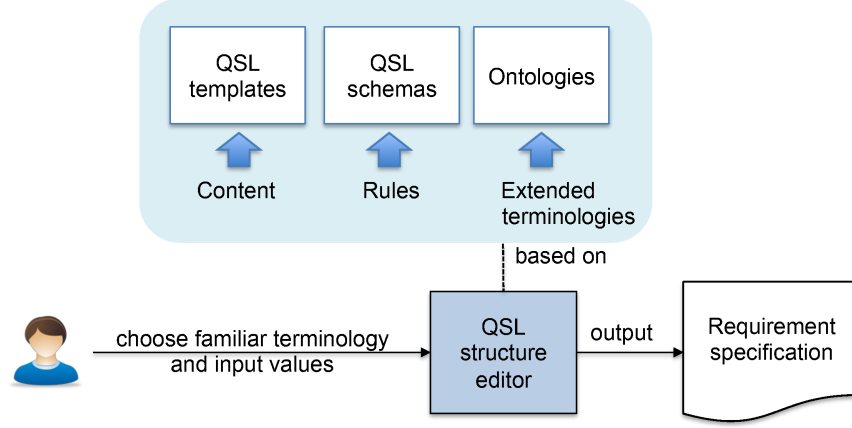 QSL
templates
QSL
schemas
Ontologies
Content
Rules
Extended
terminologies
based on
choose familiar terminology
and input values
QSL
structure
editor
output
Requirement
specification